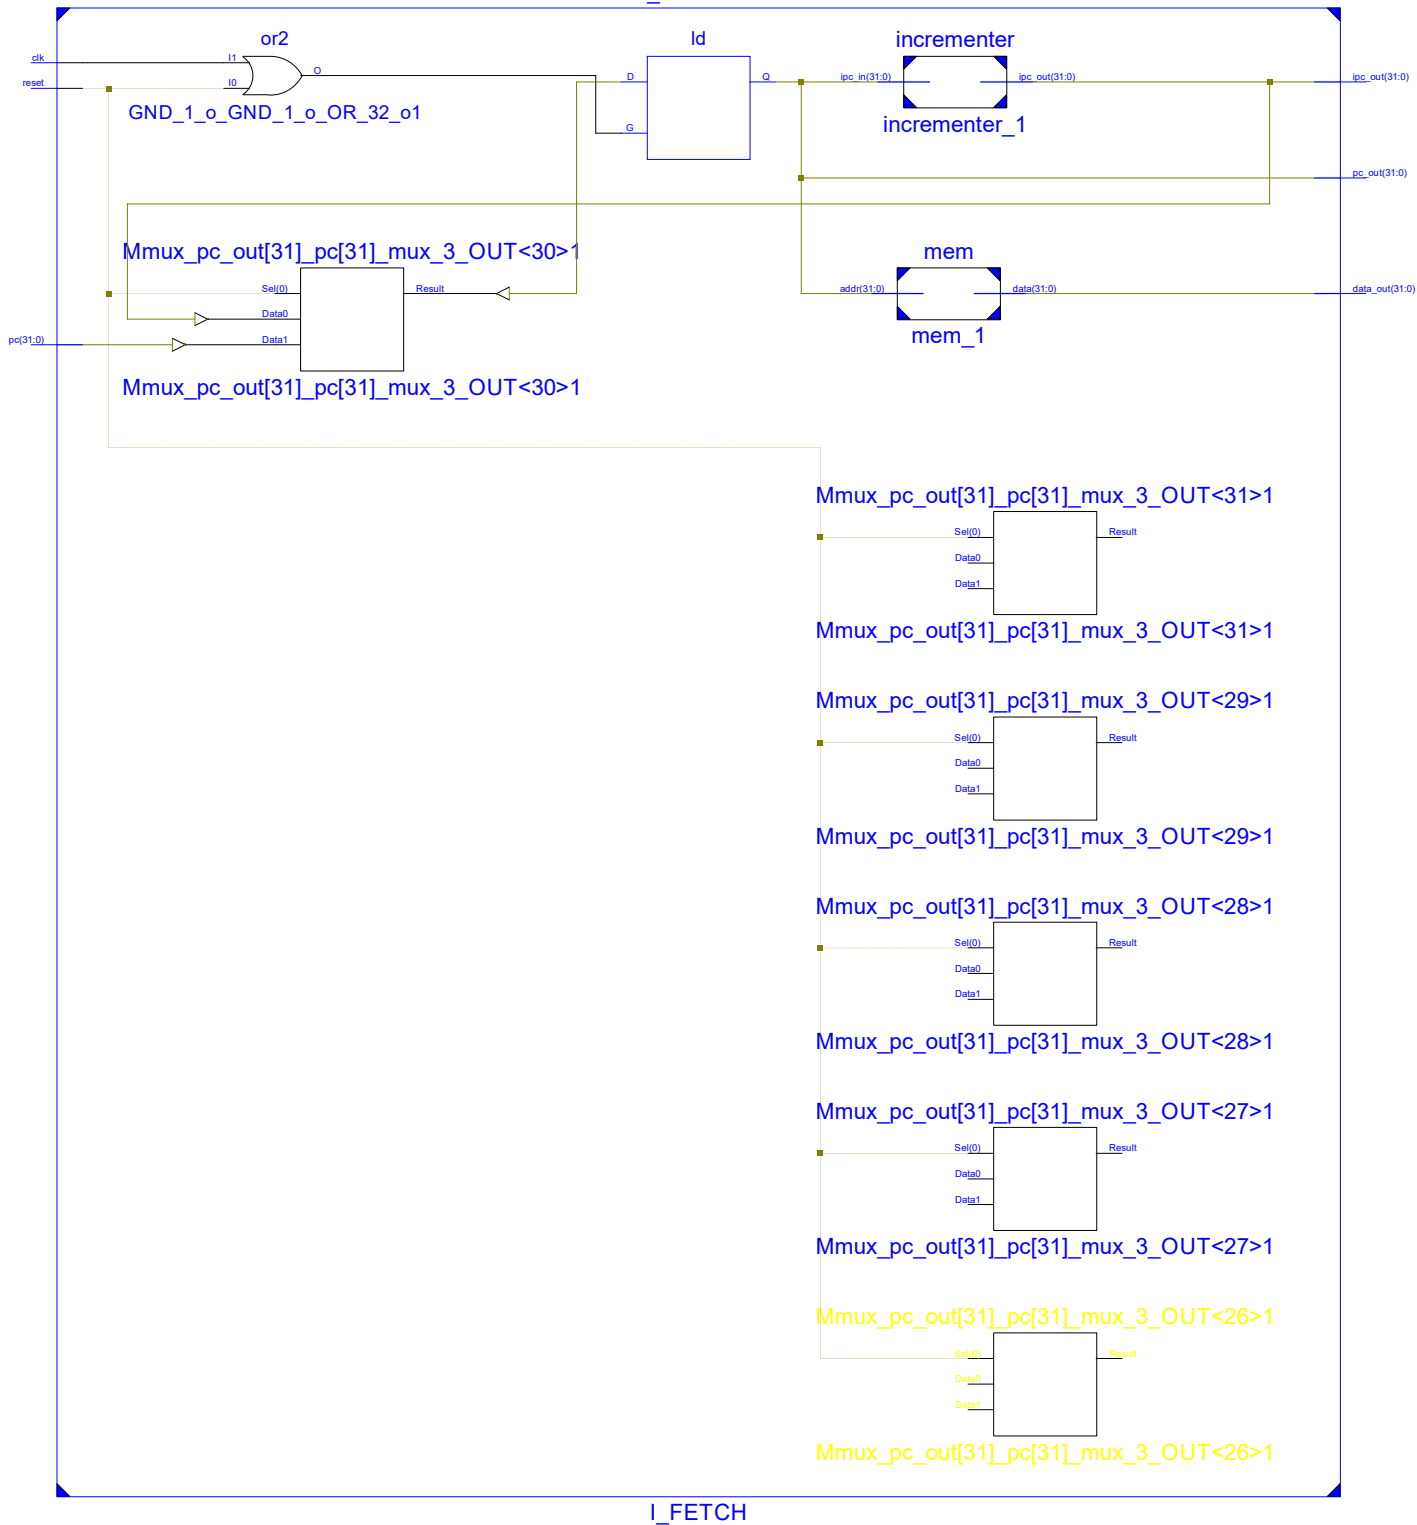 or2
ld
incrementer
clk
I1
O
D
Q
ipc_in(31:0)
ipc_out(31:0)
ipc_out(31:0)
reset
I0
GND_1_o_GND_1_o_OR_32_o1
G
incrementer_1
pc_out(31:0)
Mmux_pc_out[31]_pc[31]_mux_3_OUT<30>1
mem
Sel(0)
Result
addr(31:0)
data(31:0)
data_out(31:0)
Data0
pc(31:0)
Data1
mem_1
Mmux_pc_out[31]_pc[31]_mux_3_OUT<30>1
Mmux_pc_out[31]_pc[31]_mux_3_OUT<31>1
Sel(0)
Result
Data0
Data1
Mmux_pc_out[31]_pc[31]_mux_3_OUT<31>1
Mmux_pc_out[31]_pc[31]_mux_3_OUT<29>1
Sel(0)
Result
Data0
Data1
Mmux_pc_out[31]_pc[31]_mux_3_OUT<29>1
Mmux_pc_out[31]_pc[31]_mux_3_OUT<28>1
Sel(0)
Result
Data0
Data1
Mmux_pc_out[31]_pc[31]_mux_3_OUT<28>1
Mmux_pc_out[31]_pc[31]_mux_3_OUT<27>1
Sel(0)
Result
Data0
Data1
Mmux_pc_out[31]_pc[31]_mux_3_OUT<27>1
Mmux_pc_out[31]_pc[31]_mux_3_OUT<26>1
Sel(0)
Result
Data0
Data1
Mmux_pc_out[31]_pc[31]_mux_3_OUT<26>1
I_FETCH